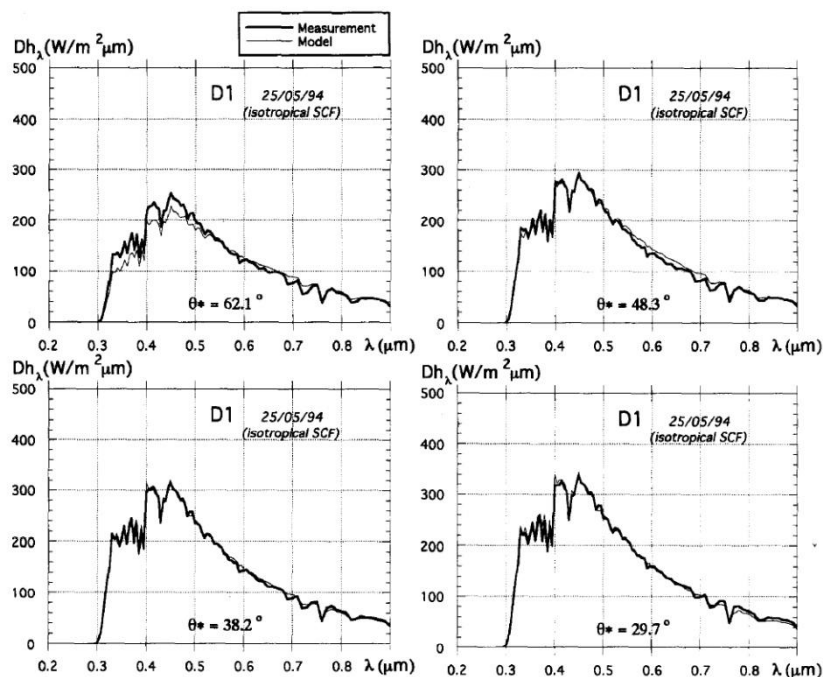 Measurement
Model
Dhλ(W/m²μm)
500
400
300
200
100
0
D1
25/05/94
(isotropical SCF)
θ* = 62.1°
0.2 0.3 0.4 0.5 0.6 0.7 0.8 λ (μm)
Dhλ(W/m²μm)
500
400
300
200
100
0
D1
25/05/94
(isotropical SCF)
θ* = 48.3°
0.2 0.3 0.4 0.5 0.6 0.7 0.8 λ (μm)
Dhλ(W/m²μm)
500
400
300
200
100
0
D1
25/05/94
(isotropical SCF)
θ* = 38.2°
0.2 0.3 0.4 0.5 0.6 0.7 0.8 λ (μm)
Dhλ(W/m²μm)
500
400
300
200
100
0
D1
25/05/94
(isotropical SCF)
θ* = 29.7°
0.2 0.3 0.4 0.5 0.6 0.7 0.8 λ (μm)